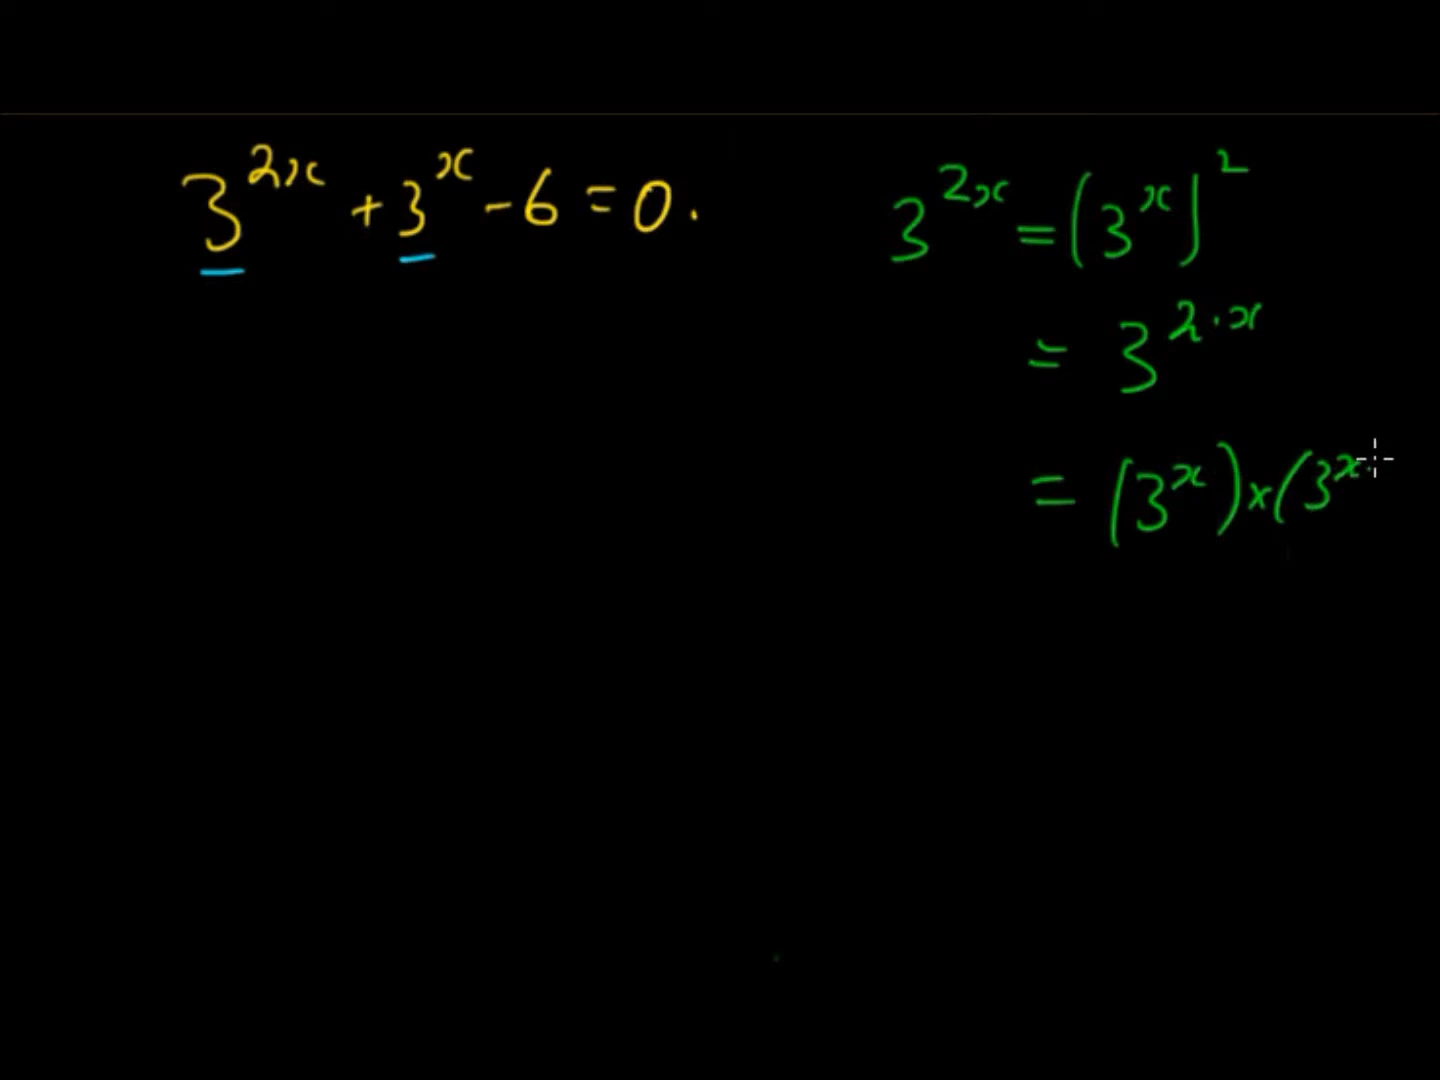 3^{2x} + 3^x - 6 = 0.
3^{2x} = (3^x)^2
= 3^{2·x}
= (3^x) × (3^x